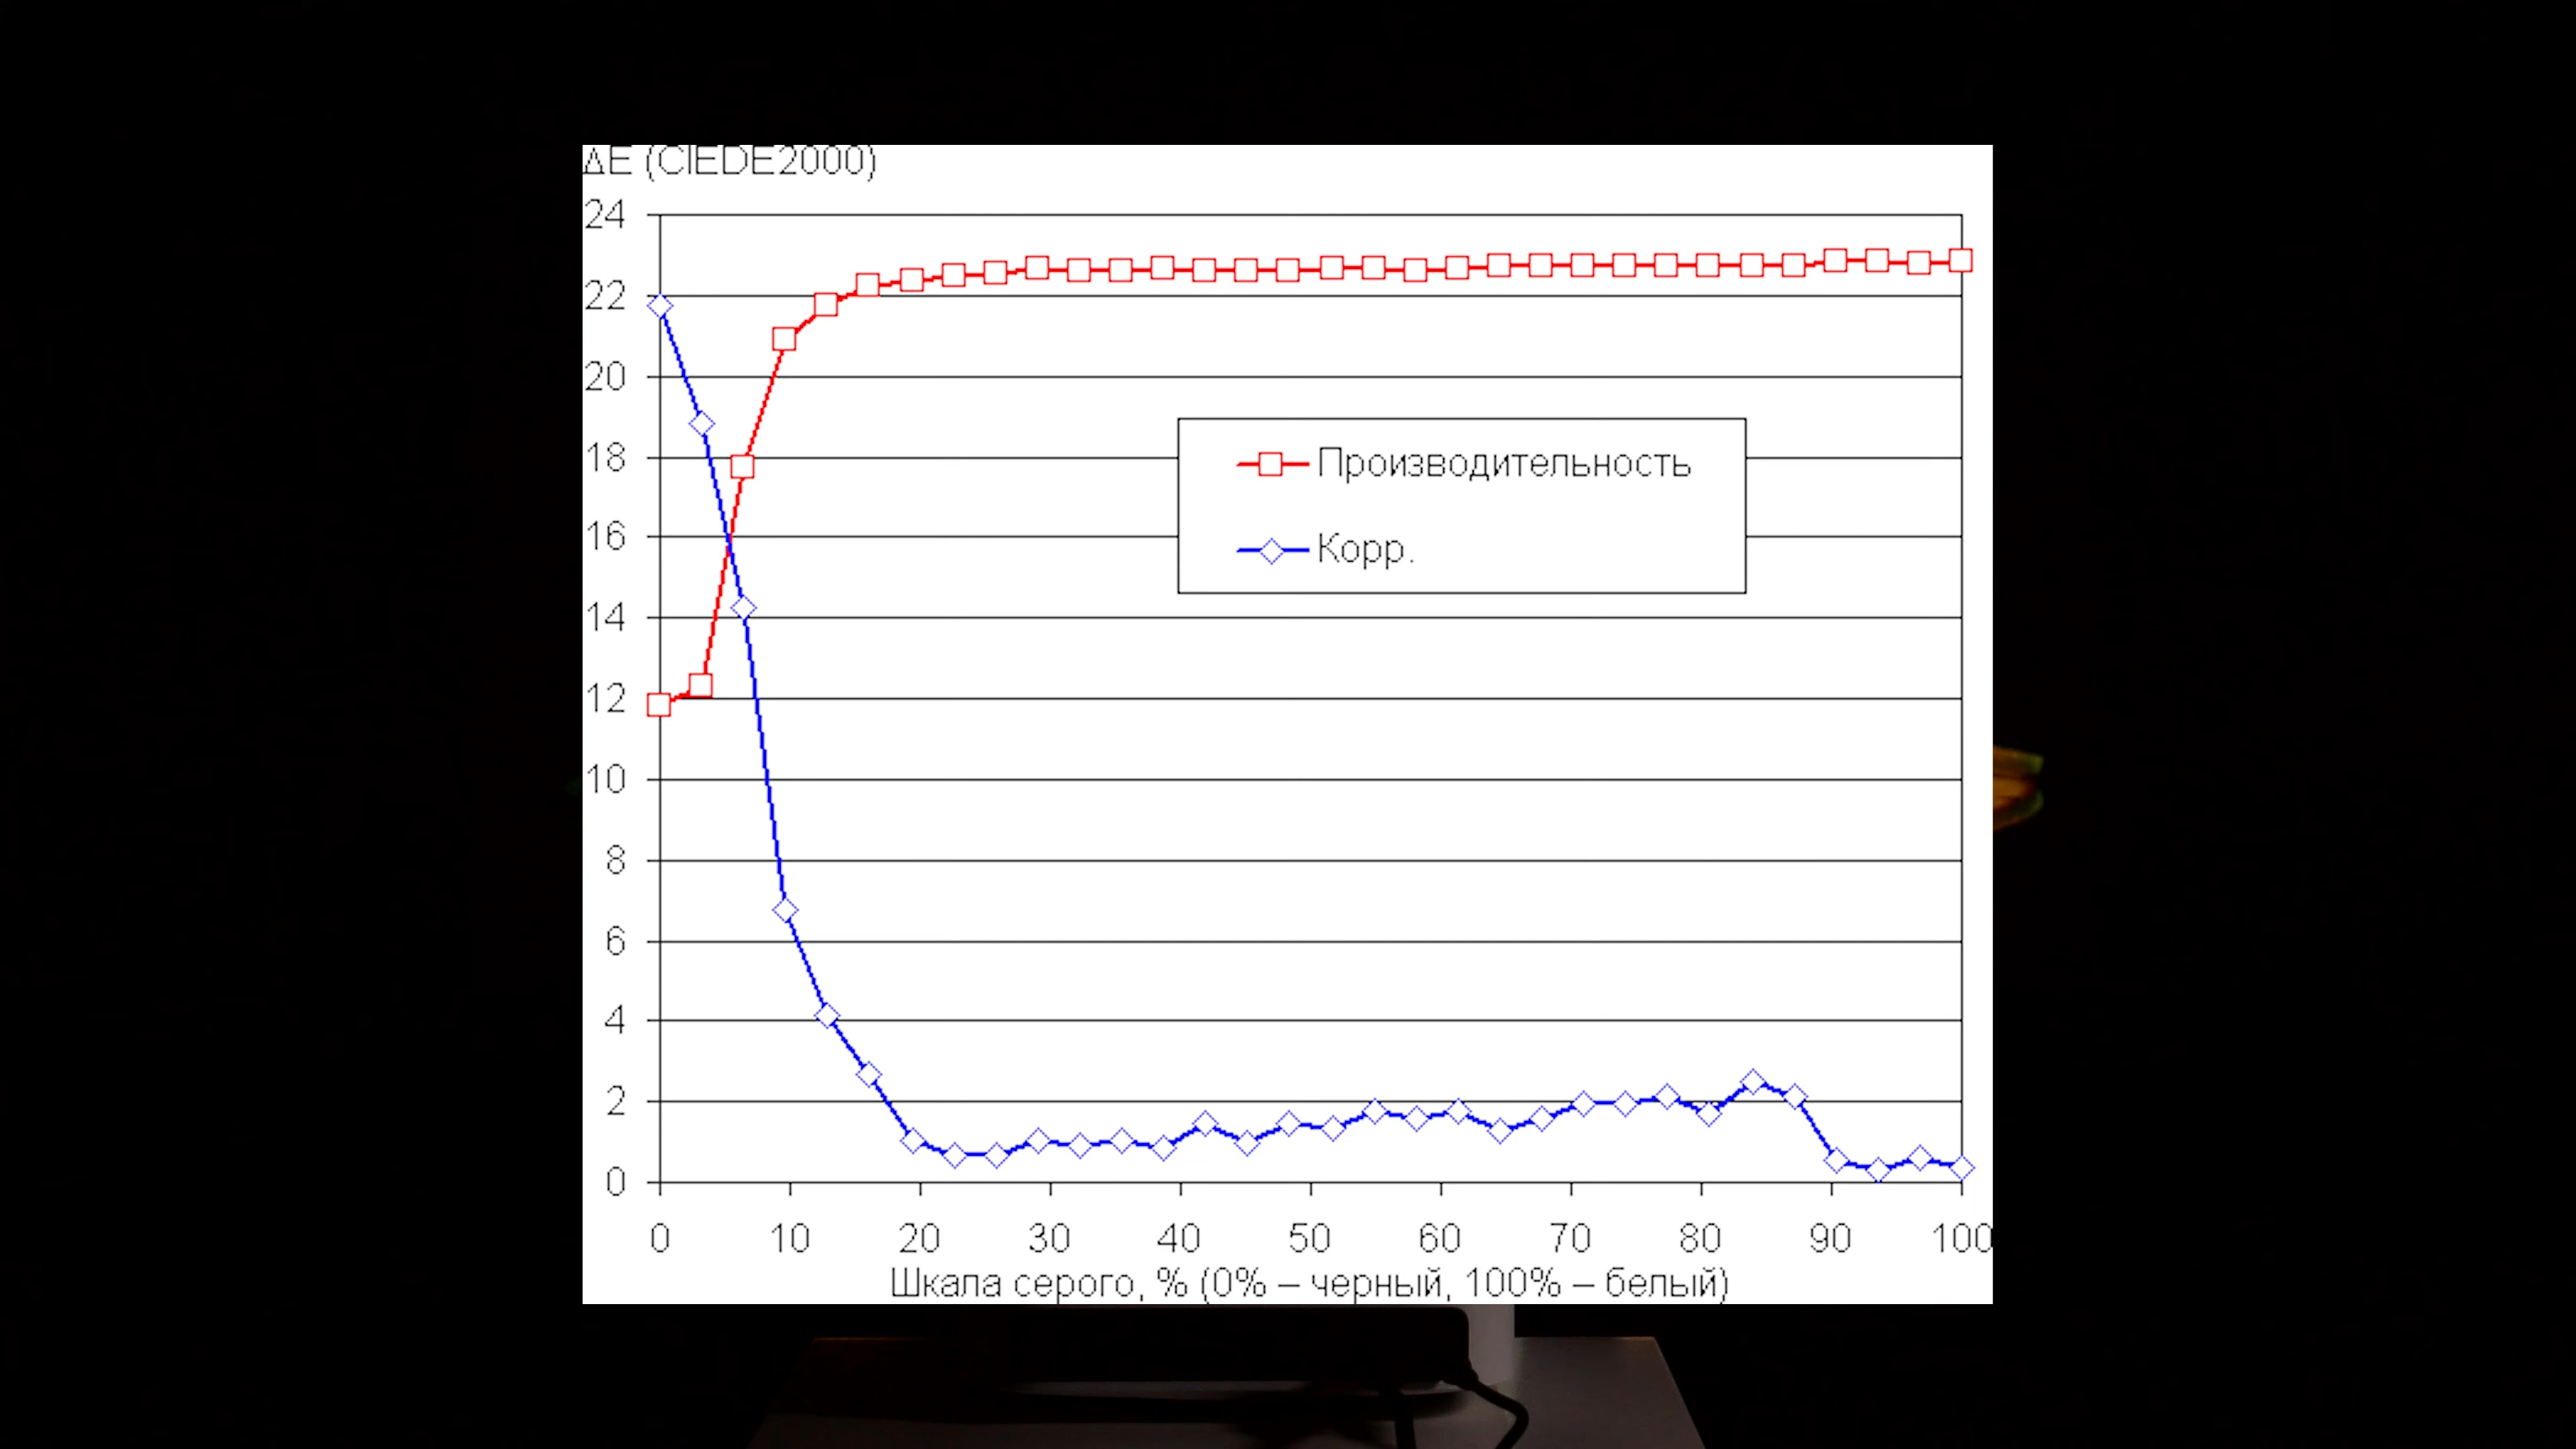 ΔE (CIEDE2000)
24
22
20
18
16
14
12
10
8
6
4
2
0
Производительность
Корр.
0 10 20 30 40 50 60 70 80 90 100
Шкала серого, % (0% – черный, 100% – белый)